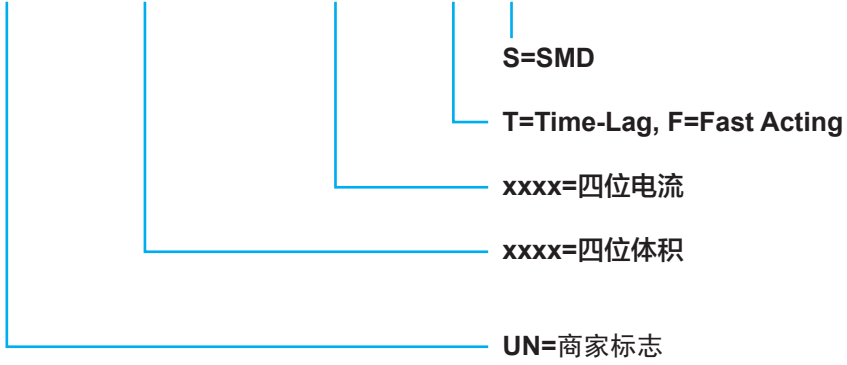 S=SMD
T=Time-Lag, F=Fast Acting
xxxx=四位电流
xxxx=四位体积
UN=商家标志